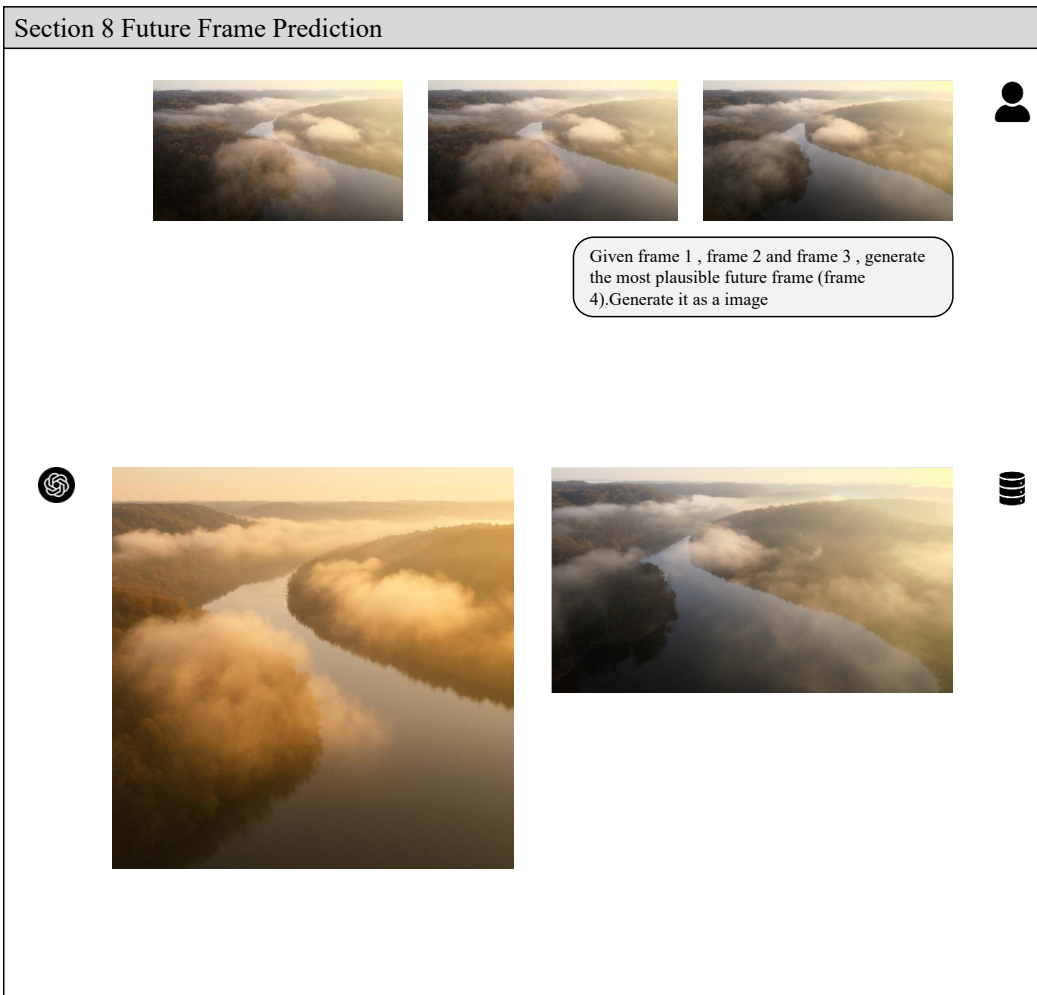 Section 8 Future Frame Prediction
Given frame 1 , frame 2 and frame 3 , generate
the most plausible future frame (frame
4).Generate it as a image